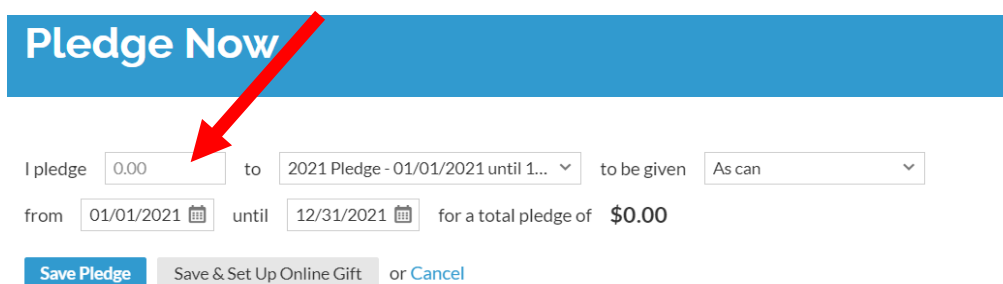 Pledge Now
I pledge 0.00 to 2021 Pledge - 01/01/2021 until 1... to be given As can
from 01/01/2021 until 12/31/2021 for a total pledge of $0.00
Save Pledge Save & Set Up Online Gift or Cancel